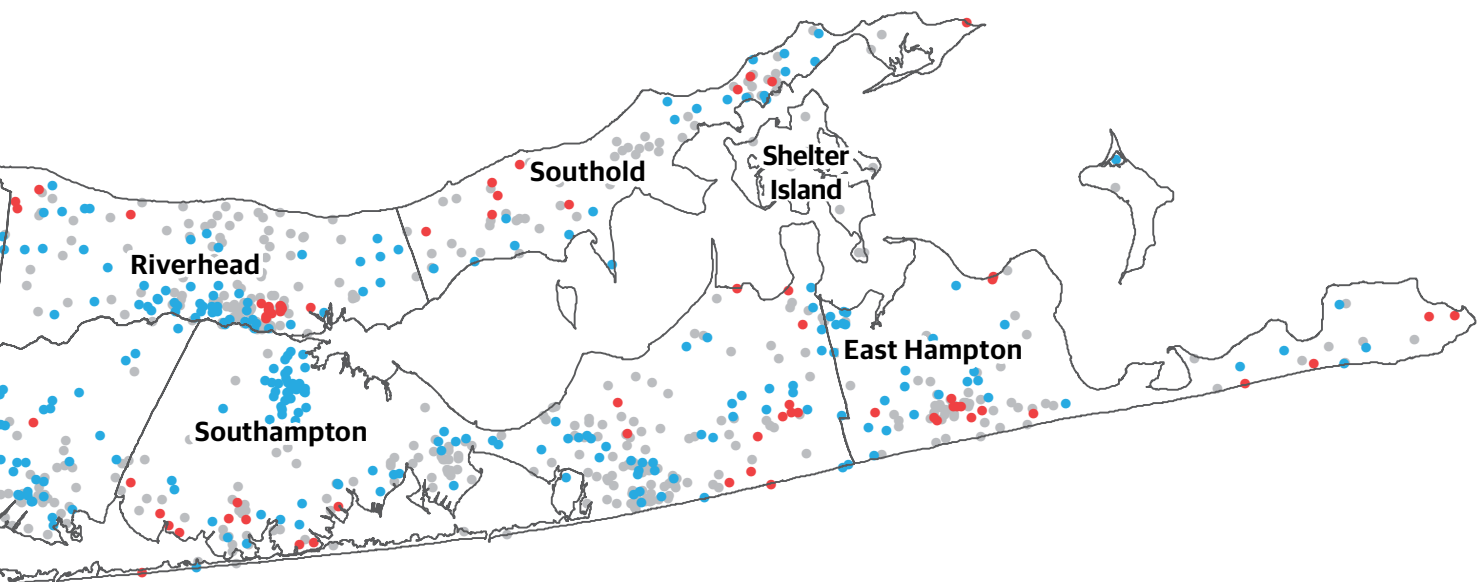 Southold
Shelter
Island
Riverhead
East Hampton
Southampton